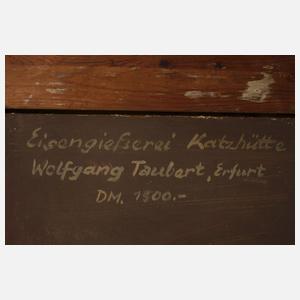 Eisengießerei Katzhütte
Wolfgang Taubert, Erfurt
DM. 1800.-